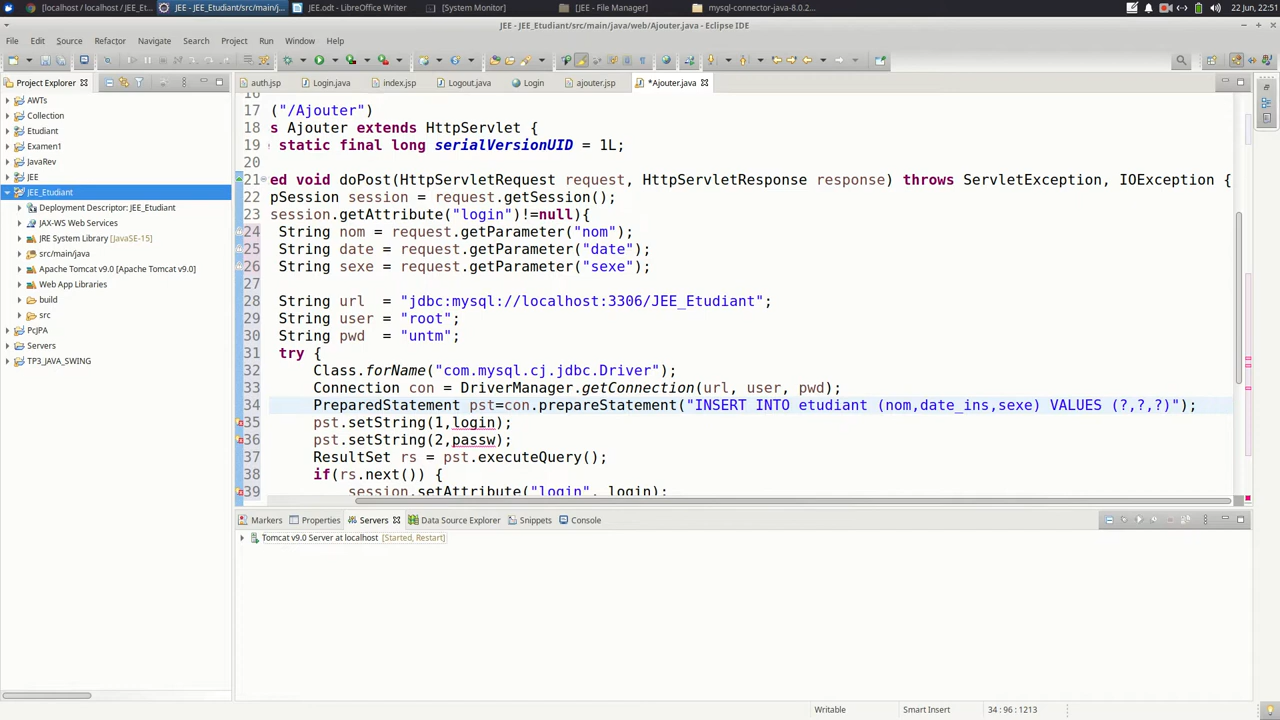 [localhost / localhost / JEE_Et...
JEE - JEE_Etudiant/src/main/j...
JEE.odt - LibreOffice Writer
[System Monitor]
[JEE - File Manager]
mysql-connector-java-8.0.2...
22 Jun, 22:51
JEE - JEE_Etudiant/src/main/java/web/Ajouter.java - Eclipse IDE
File Edit Source Refactor Navigate Search Project Run Window Help
Project Explorer
auth.jsp Login.java index.jsp Logout.java Login ajouter.jsp *Ajouter.java
AWTs
Collection
Etudiant
Examen1
JavaRev
JEE
JEE_Etudiant
Deployment Descriptor: JEE_Etudiant
JAX-WS Web Services
JRE System Library [JavaSE-15]
src/main/java
Apache Tomcat v9.0 [Apache Tomcat v9.0]
Web App Libraries
build
src
PcJPA
Servers
TP3_JAVA_SWING
16
17 ("/Ajouter")
18 s Ajouter extends HttpServlet {
19 static final long serialVersionUID = 1L;
20
21 ed void doPost(HttpServletRequest request, HttpServletResponse response) throws ServletException, IOException {
22 pSession session = request.getSession();
23 session.getAttribute("login")!=null){
24 String nom = request.getParameter("nom");
25 String date = request.getParameter("date");
26 String sexe = request.getParameter("sexe");
27
28 String url = "jdbc:mysql://localhost:3306/JEE_Etudiant";
29 String user = "root";
30 String pwd = "untm";
31 try {
32 Class.forName("com.mysql.cj.jdbc.Driver");
33 Connection con = DriverManager.getConnection(url, user, pwd);
34 PreparedStatement pst=con.prepareStatement("INSERT INTO etudiant (nom,date_ins,sexe) VALUES (?,?,?)");
35 pst.setString(1,login);
36 pst.setString(2,passw);
37 ResultSet rs = pst.executeQuery();
38 if(rs.next()) {
39 session.setAttribute("login", login);
Markers Properties Servers Data Source Explorer Snippets Console
Tomcat v9.0 Server at localhost [Started, Restart]
Writable Smart Insert 34 : 96 : 1213